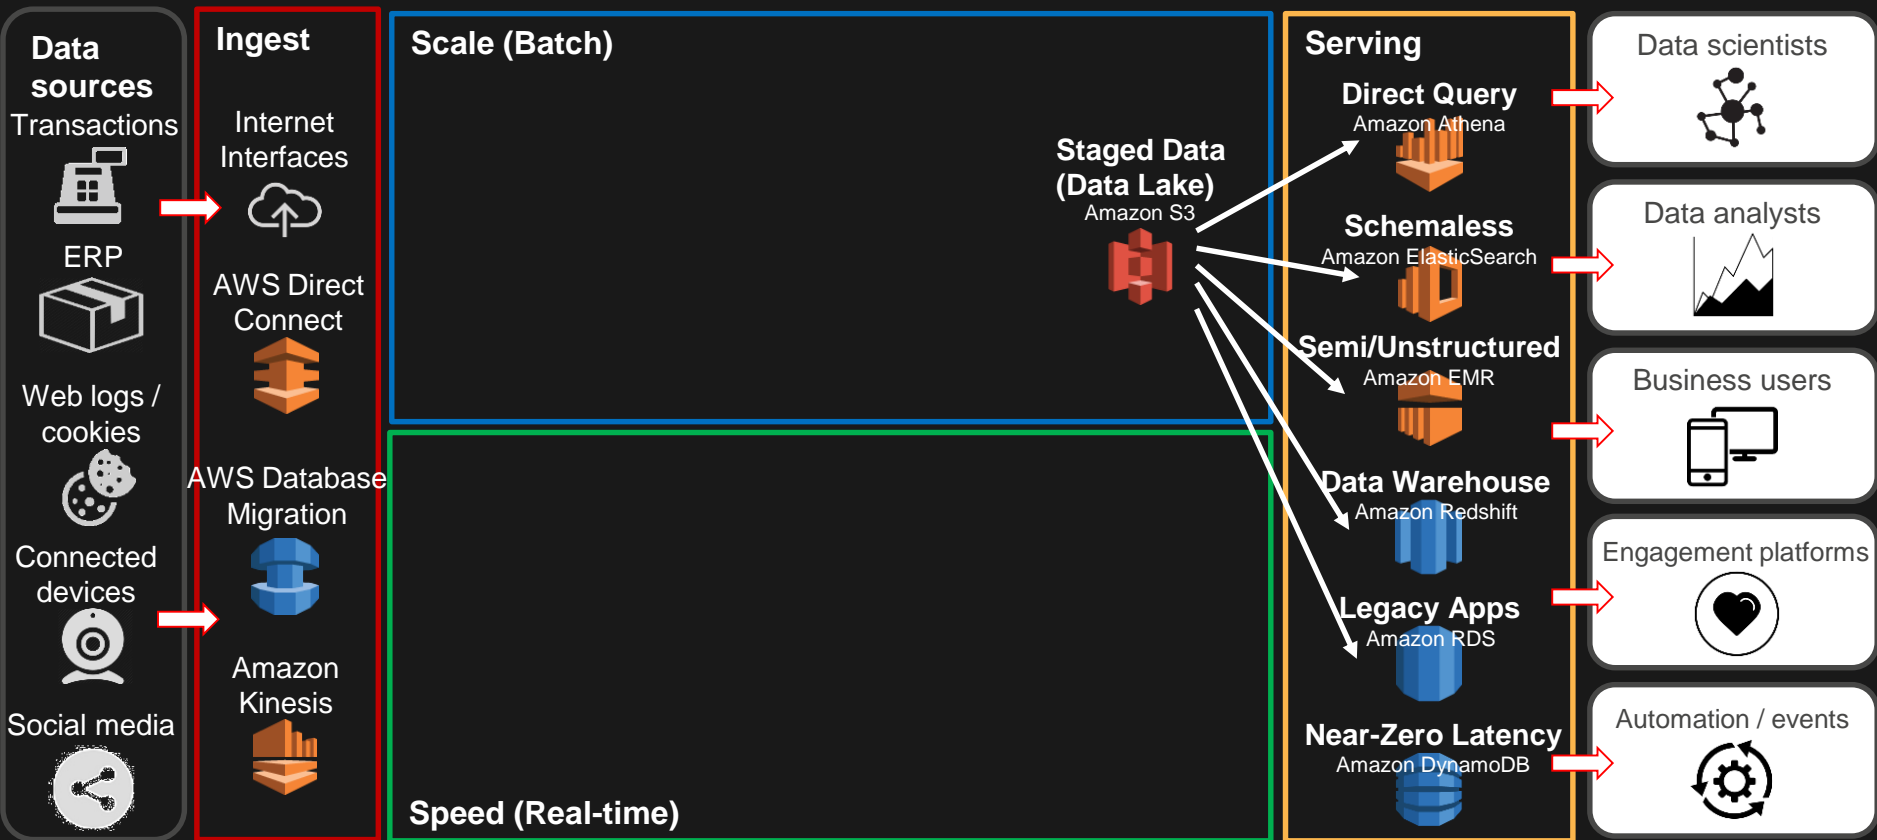 Data
sources
Transactions
ERP
Web logs /
cookies
Connected
devices
Social media
Ingest
Internet
Interfaces
AWS Direct
Connect
AWS Database
Migration
Amazon
Kinesis
Scale (Batch)
Staged Data
(Data Lake)
Amazon S3
Speed (Real-time)
Serving
Direct Query
Amazon Athena
Schemaless
Amazon ElasticSearch
Semi/Unstructured
Amazon EMR
Data Warehouse
Amazon Redshift
Legacy Apps
Amazon RDS
Near-Zero Latency
Amazon DynamoDB
Data scientists
Data analysts
Business users
Engagement platforms
Automation / events